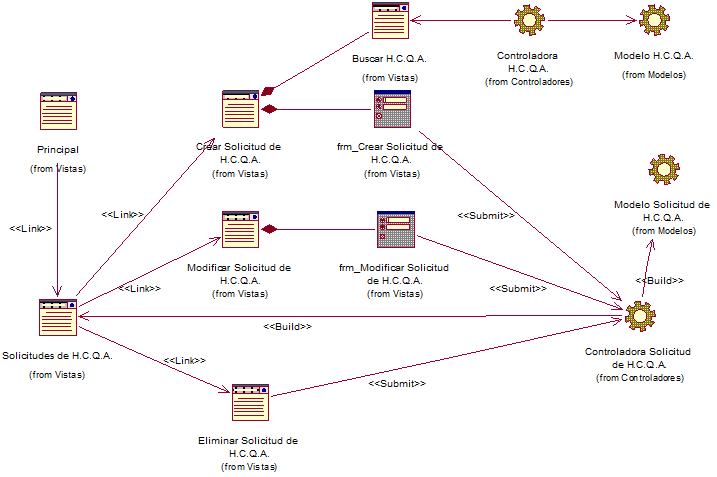 Buscar H.C.Q.A.
(from Vistas)
Controladora
H.C.Q.A.
(from Controladores)
Modelo H.C.Q.A.
(from Modelos)
Principal
(from Vistas)
Crear Solicitud de
H.C.Q.A.
(from Vistas)
frm_Crear Solicitud de
H.C.Q.A.
(from Vistas)
<<Link>>
<<Link>>
<<Submit>>
Modelo Solicitud de
H.C.Q.A.
(from Modelos)
Modificar Solicitud de
H.C.Q.A.
(from Vistas)
frm_Modificar Solicitud
de H.C.Q.A.
(from Vistas)
<<Link>>
<<Submit>>
<<Build>>
<<Build>>
Solicitudes de H.C.Q.A.
(from Vistas)
<<Link>>
<<Submit>>
Controladora Solicitud
de H.C.Q.A.
(from Controladores)
Eliminar Solicitud de
H.C.Q.A.
(from Vistas)